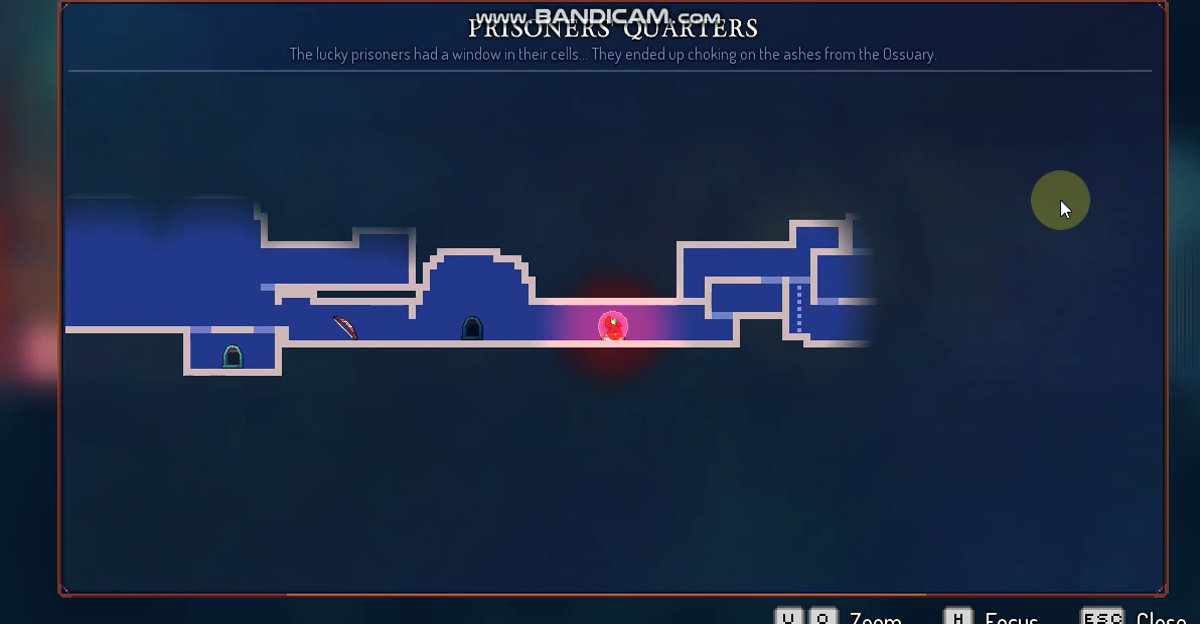 www.BANDICAM.com
PRISONERS' QUARTERS
The lucky prisoners had a window in their cells... They ended up choking on the ashes from the Ossuary.
Zoom
H Focus
ESC Close